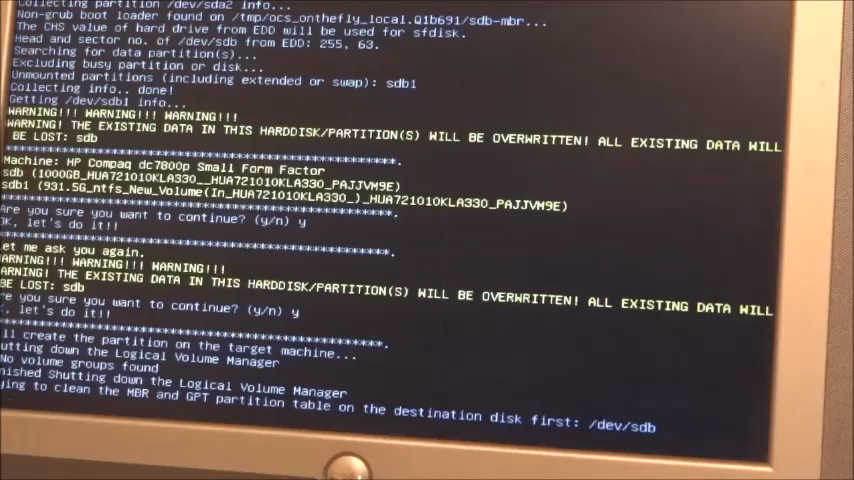 Collecting partition /dev/sda2 info...
Non-grub boot loader found on /tmp/ocs_onthefly_local.Q1b691/sdb-mbr...
The CHS value of hard drive from EDD will be used for sfdisk.
Head and sector no. of /dev/sdb from EDD: 255, 63.
Searching for data partition(s)...
Excluding busy partition or disk...
Unmounted partitions (including extended or swap): sdb1
Collecting info.. done!
Getting /dev/sdb1 info...
WARNING!!! WARNING!!! WARNING!!!
WARNING! THE EXISTING DATA IN THIS HARDDISK/PARTITION(S) WILL BE OVERWRITTEN! ALL EXISTING DATA WILL
BE LOST: sdb
*******************************************************.
Machine: HP Compaq dc7800p Small Form Factor
sdb (1000GB_HUA721010KLA330__HUA721010KLA330_PAJJVM9E)
sdb1 (931.5G_ntfs_New_Volume(In_HUA721010KLA330_)_HUA721010KLA330_PAJJVM9E)
*******************************************************.
Are you sure you want to continue? (y/n) y
OK, let's do it!!
*******************************************************.
Let me ask you again.
WARNING!!! WARNING!!! WARNING!!!
WARNING! THE EXISTING DATA IN THIS HARDDISK/PARTITION(S) WILL BE OVERWRITTEN! ALL EXISTING DATA WILL
BE LOST: sdb
re you sure you want to continue? (y/n) y
K, let's do it!!
*******************************************************.
ll create the partition on the target machine...
utting down the Logical Volume Manager
No volume groups found
nished Shutting down the Logical Volume Manager
ying to clean the MBR and GPT partition table on the destination disk first: /dev/sdb